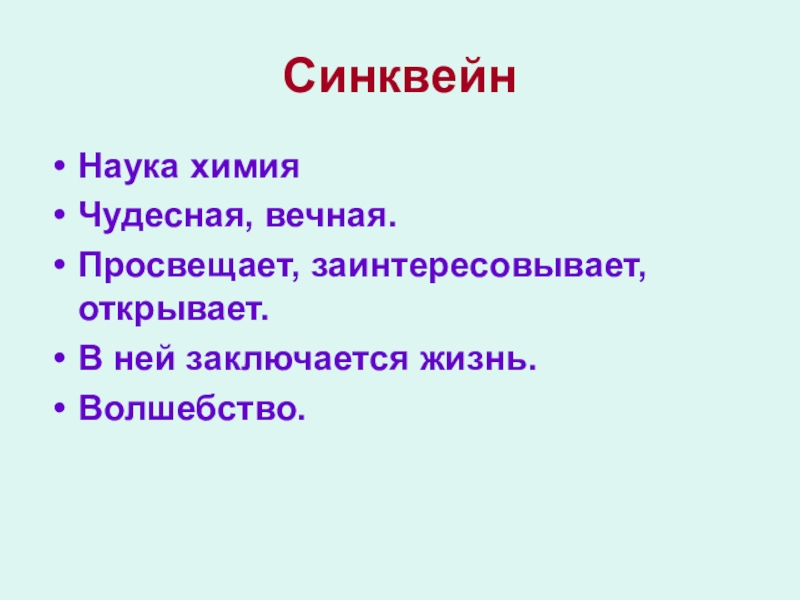 Синквейн
• Наука химия
• Чудесная, вечная.
• Просвещает, заинтересовывает,
открывает.
• В ней заключается жизнь.
• Волшебство.